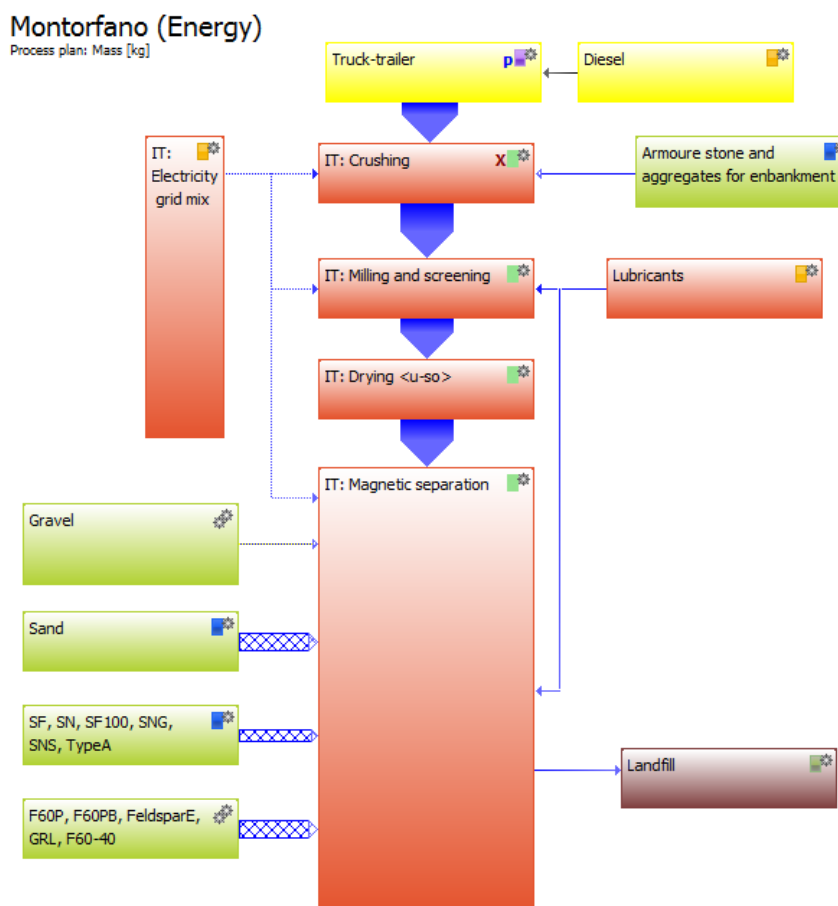 Montorfano (Energy)
Process plan: Mass [kg]
Truck-trailer
p
Diesel
IT:
Electricity
grid mix
IT: Crushing
X
Armoure stone and
aggregates for enbankment
IT: Milling and screening
Lubricants
IT: Drying <u-so>
IT: Magnetic separation
Gravel
Sand
SF, SN, SF100, SNG,
SNS, TypeA
Landfill
F60P, F60PB, FeldsparE,
GRL, F60-40